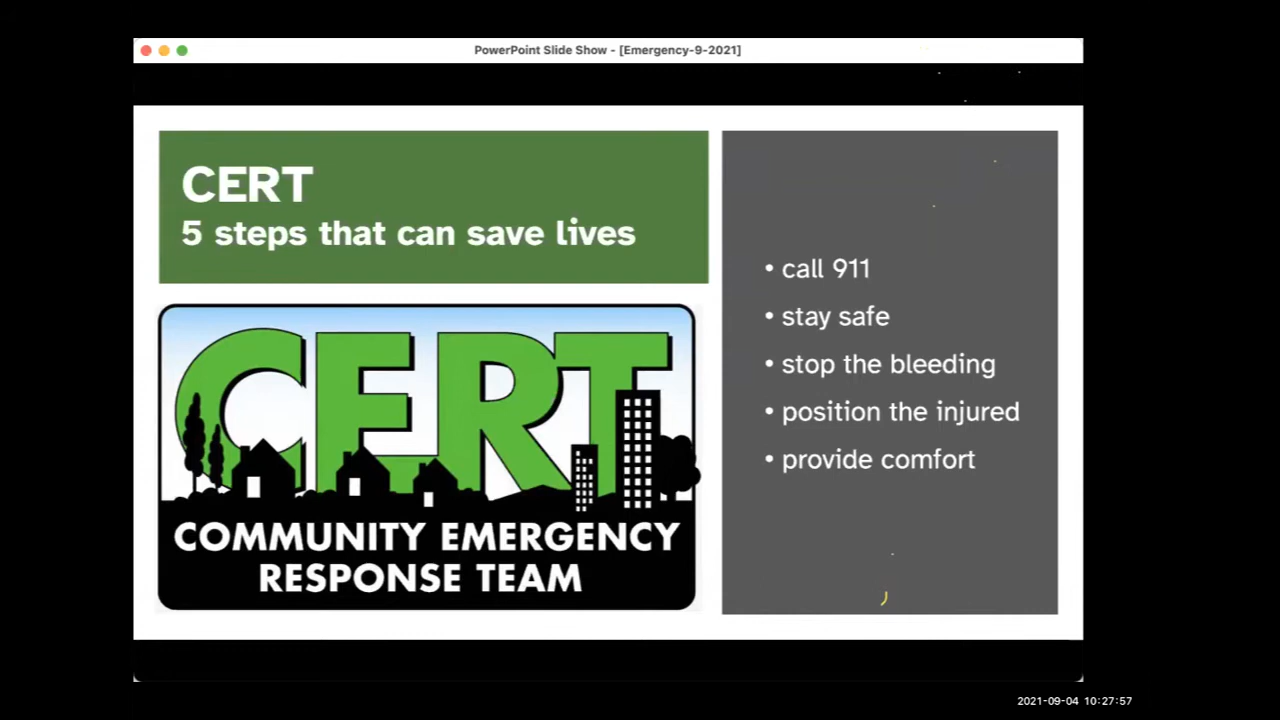 PowerPoint Slide Show - [Emergency-9-2021]
CERT
5 steps that can save lives
CERT
COMMUNITY EMERGENCY
RESPONSE TEAM
• call 911
• stay safe
• stop the bleeding
• position the injured
• provide comfort
2021-09-04 10:27:57